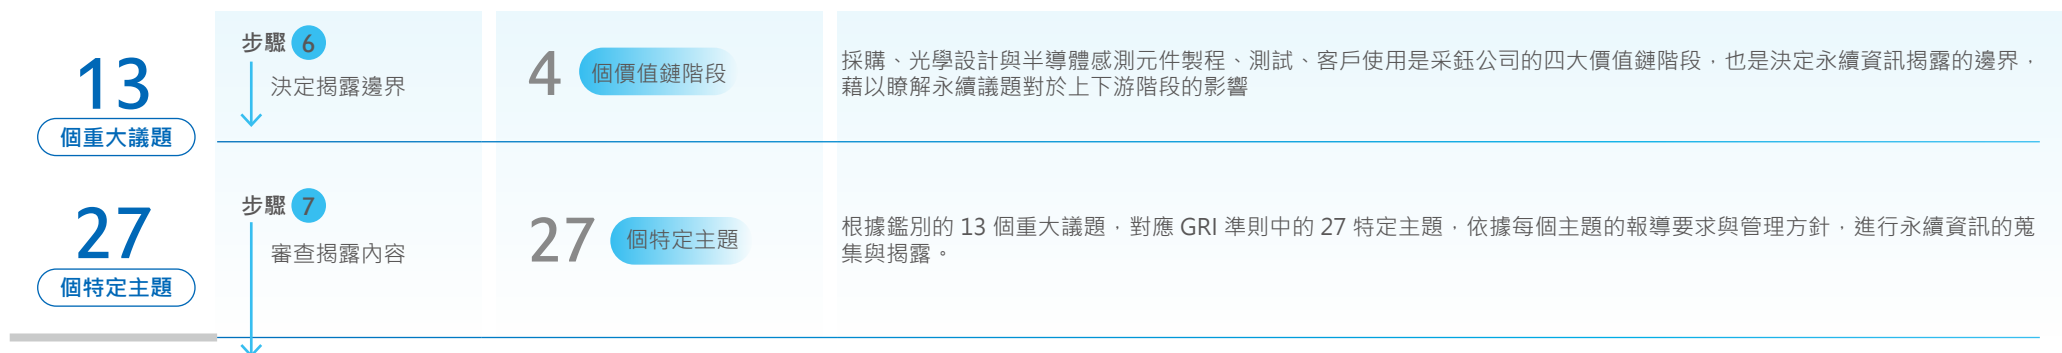 13
個重大議題
步驟 6
決定揭露邊界
4 個價值鏈階段
採購、光學設計與半導體感測元件製程、測試、客戶使用是采鈺公司的四大價值鏈階段，也是決定永續資訊揭露的邊界，
藉以瞭解永續議題對於上下游階段的影響
27
個特定主題
步驟 7
審查揭露內容
27 個特定主題
根據鑑別的 13 個重大議題，對應 GRI 準則中的 27 特定主題，依據每個主題的報導要求與管理方針，進行永續資訊的蒐
集與揭露。